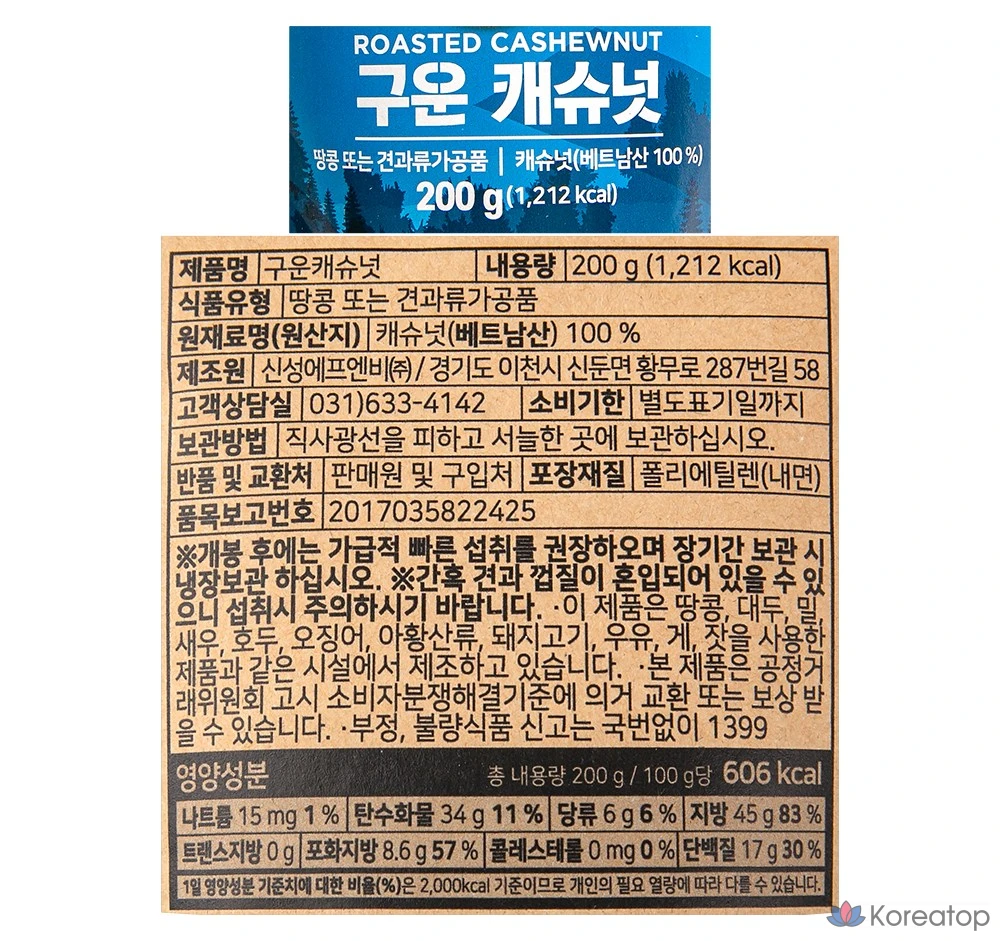 ROASTED CASHEWNUT
구운 캐슈넛
땅콩 또는 견과류가공품 | 캐슈넛(베트남산 100 %)
200 g(1,212 kcal)
제품명 구운캐슈넛 내용량 200 g (1,212 kcal)
식품유형 땅콩 또는 견과류가공품
원재료명(원산지) 캐슈넛(베트남산) 100 %
제조원 신성에프엔비㈜ / 경기도 이천시 신둔면 황무로 287번길 58
고객상담실 031)633-4142 소비기한 별도표기일까지
보관방법 직사광선을 피하고 서늘한 곳에 보관하십시오.
반품 및 교환처 판매원 및 구입처 포장재질 폴리에틸렌(내면)
품목보고번호 2017035822425
※개봉 후에는 가급적 빠른 섭취를 권장하오며 장기간 보관 시
냉장보관 하십시오. ※간혹 견과 껍질이 혼입되어 있을 수 있
으니 섭취시 주의하시기 바랍니다. ·이 제품은 땅콩, 대두, 밀,
새우, 호두, 오징어, 아황산류, 돼지고기, 우유, 게, 잣을 사용한
제품과 같은 시설에서 제조하고 있습니다. ·본 제품은 공정거
래위원회 고시 소비자분쟁해결기준에 의거 교환 또는 보상 받
을 수 있습니다. ·부정, 불량식품 신고는 국번없이 1399
영양성분 총 내용량 200 g / 100 g당 606 kcal
나트륨 15 mg 1 % 탄수화물 34 g 11 % 당류 6 g 6 % 지방 45 g 83 %
트랜스지방 0 g 포화지방 8.6 g 57 % 콜레스테롤 0 mg 0 % 단백질 17 g 30 %
1일 영양성분 기준치에 대한 비율(%)은 2,000kcal 기준이므로 개인의 필요 열량에 따라 다를 수 있습니다.
Koreatop